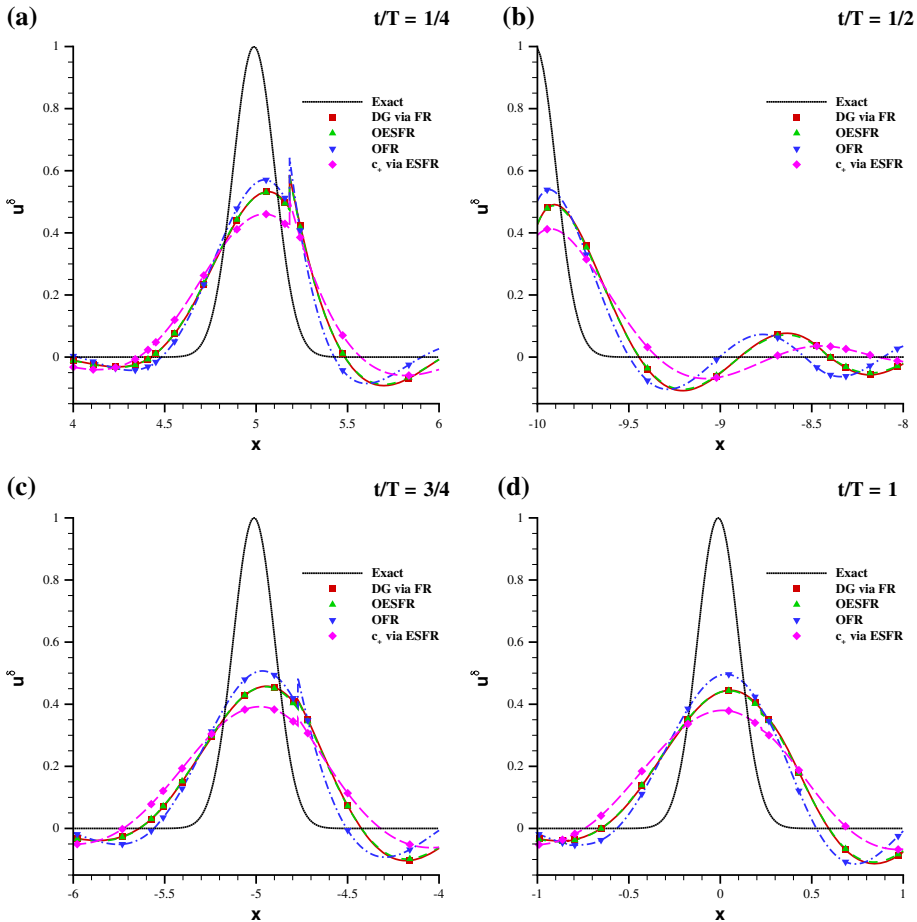 (a)
t/T = 1/4
1
0.8
0.6
0.4
0.2
0
4
4.5
5
5.5
6
x
u^δ
Exact
DG via FR
OESFR
OFR
c₊ via ESFR
(b)
t/T = 1/2
1
0.8
0.6
0.4
0.2
0
-10
-9.5
-9
-8.5
-8
x
u^δ
Exact
DG via FR
OESFR
OFR
c₊ via ESFR
(c)
t/T = 3/4
1
0.8
0.6
0.4
0.2
0
-6
-5.5
-5
-4.5
-4
x
u^δ
Exact
DG via FR
OESFR
OFR
c₊ via ESFR
(d)
t/T = 1
1
0.8
0.6
0.4
0.2
0
-1
-0.5
0
0.5
1
x
u^δ
Exact
DG via FR
OESFR
OFR
c₊ via ESFR